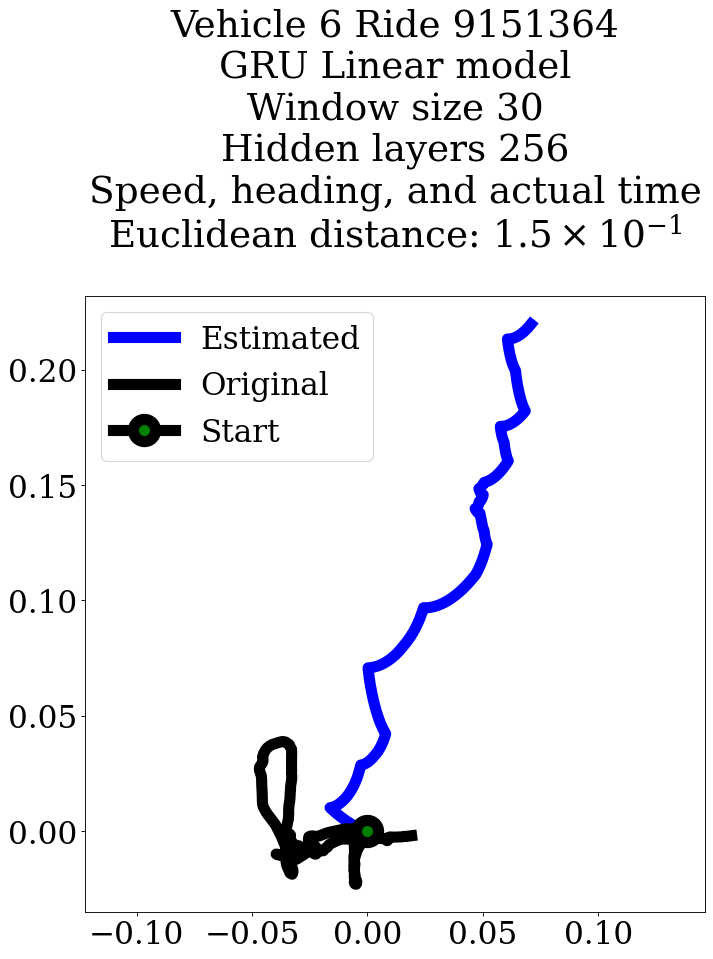 Vehicle 6 Ride 9151364
GRU Linear model
Window size 30
Hidden layers 256
Speed, heading, and actual time
Euclidean distance: 1.5 × 10⁻¹
Estimated
Original
Start
0.20
0.15
0.10
0.05
0.00
−0.10 −0.05 0.00 0.05 0.10